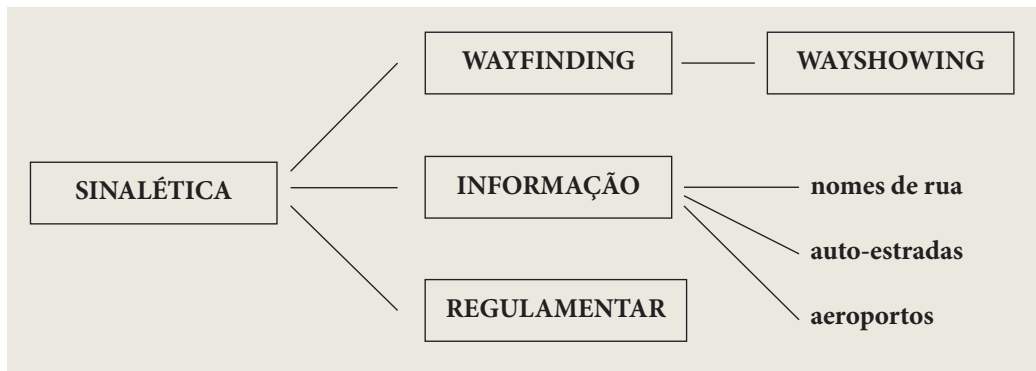 WAYFINDING
WAYSHOWING
SINALÉTICA
INFORMAÇÃO
nomes de rua
auto-estradas
REGULAMENTAR
aeroportos